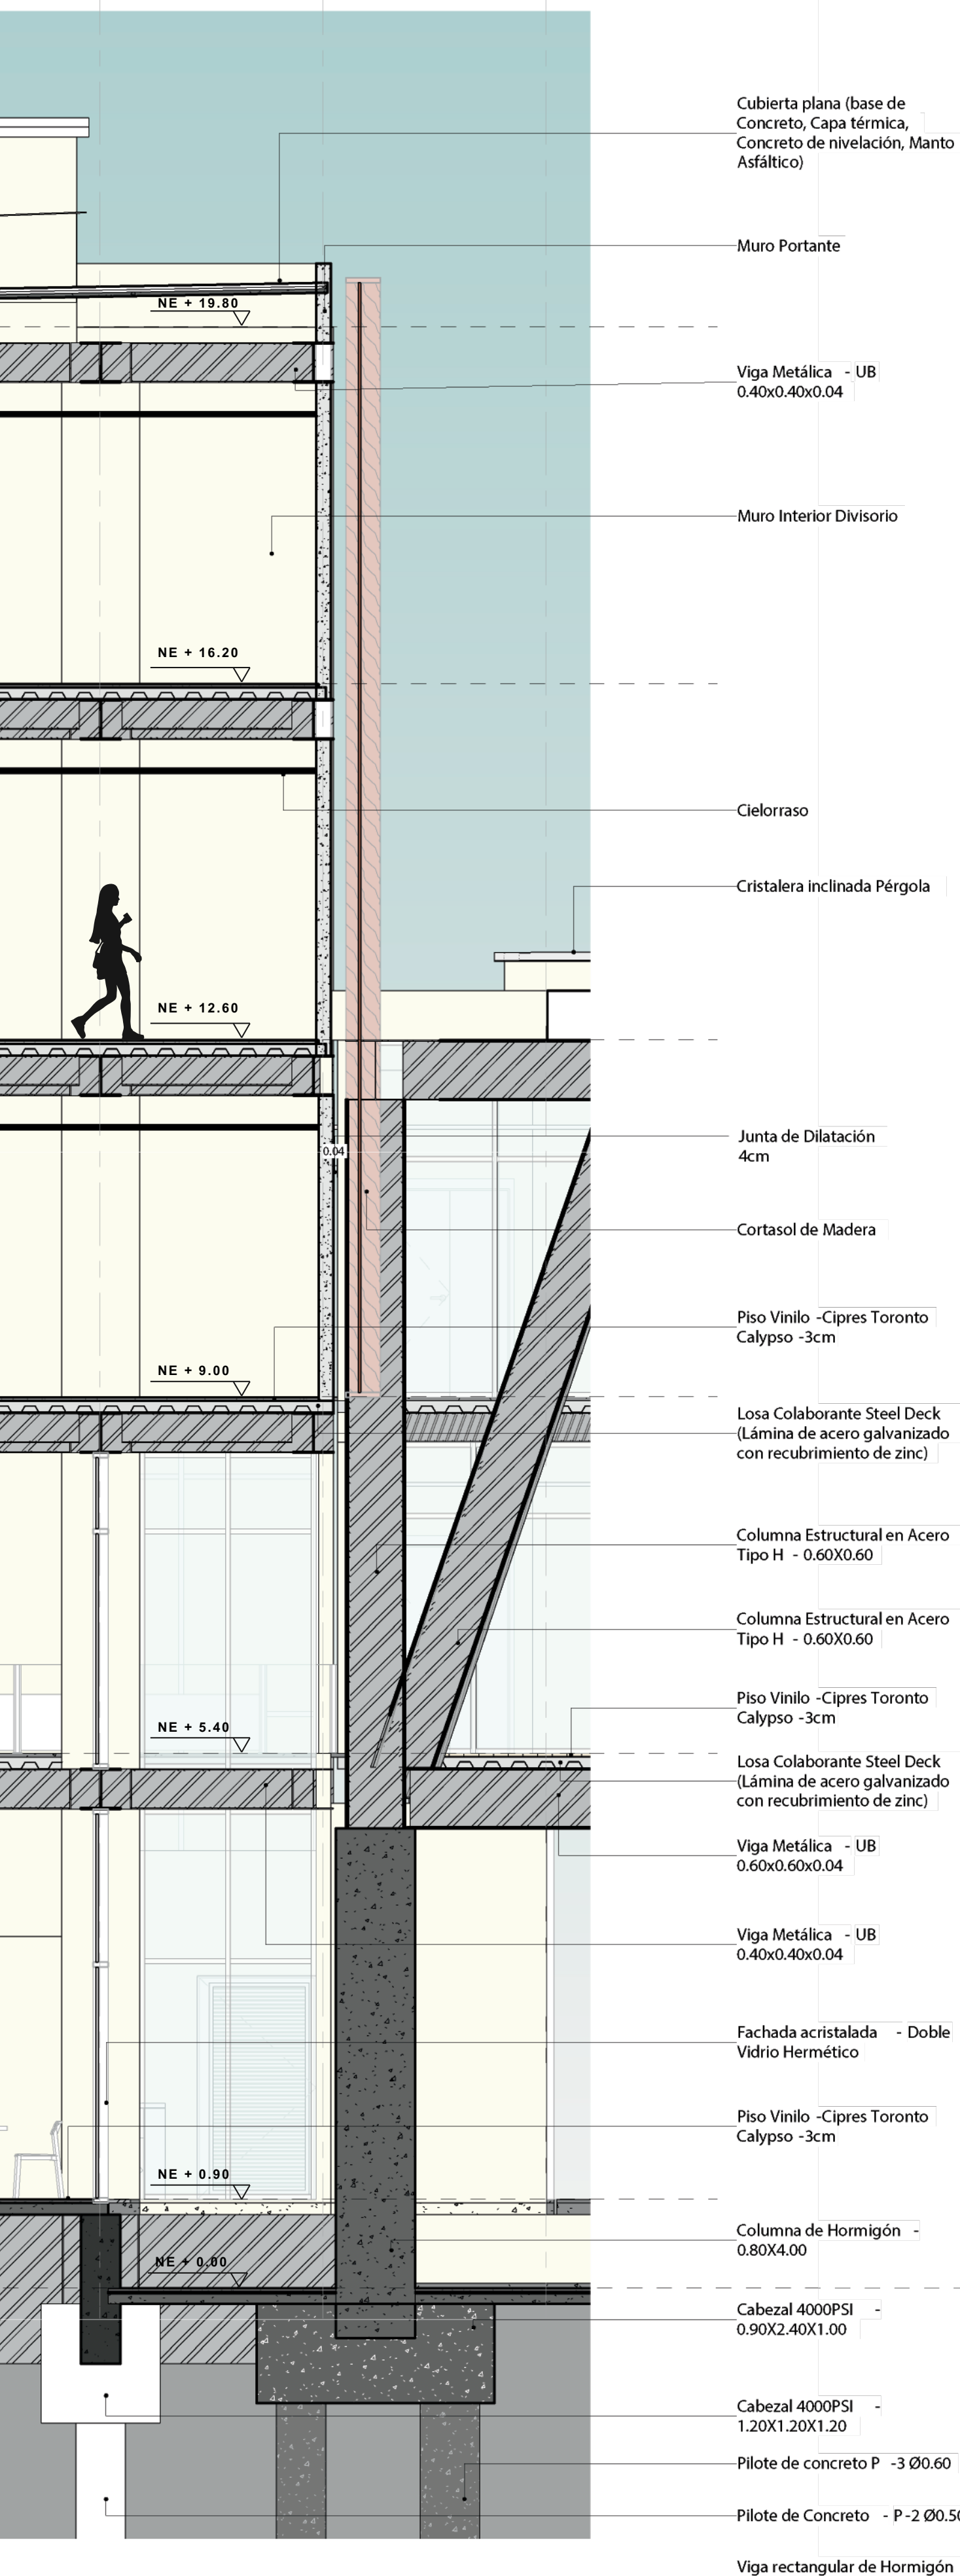 Cubierta plana (base de
Concreto, Capa térmica,
Concreto de nivelación, Manto
Asfáltico)
Muro Portante
NE + 19.80
Viga Metálica - UB
0.40x0.40x0.04
Muro Interior Divisorio
NE + 16.20
Cielorraso
Cristalera inclinada Pérgola
NE + 12.60
Junta de Dilatación
4cm
0.04
Cortasol de Madera
Piso Vinilo -Cipres Toronto
Calypso -3cm
NE + 9.00
Losa Colaborante Steel Deck
(Lámina de acero galvanizado
con recubrimiento de zinc)
Columna Estructural en Acero
Tipo H - 0.60X0.60
Columna Estructural en Acero
Tipo H - 0.60X0.60
Piso Vinilo -Cipres Toronto
Calypso -3cm
NE + 5.40
Losa Colaborante Steel Deck
(Lámina de acero galvanizado
con recubrimiento de zinc)
Viga Metálica - UB
0.60x0.60x0.04
Viga Metálica - UB
0.40x0.40x0.04
Fachada acristalada - Doble
Vidrio Hermético
Piso Vinilo -Cipres Toronto
Calypso -3cm
NE + 0.90
Columna de Hormigón -
0.80X4.00
NE + 0.00
Cabezal 4000PSI -
0.90X2.40X1.00
Cabezal 4000PSI -
1.20X1.20X1.20
Pilote de concreto P -3 Ø0.60
Pilote de Concreto - P -2 Ø0.50
Viga rectangular de Hormigón